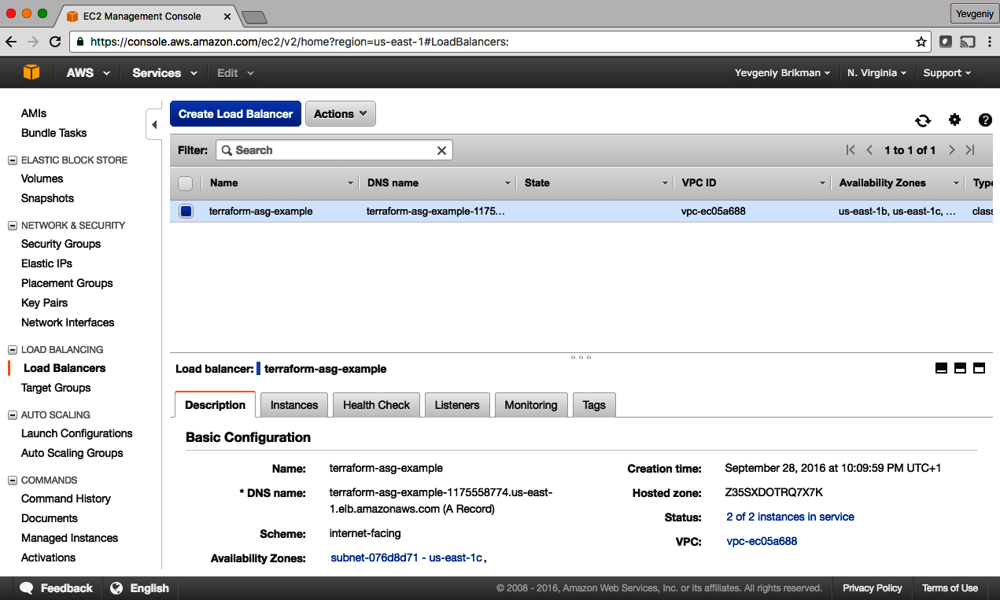 EC2 Management Console
Yevgeniy
https://console.aws.amazon.com/ec2/v2/home?region=us-east-1#LoadBalancers:
AWS Services Edit Yevgeniy Brikman N. Virginia Support
AMIs
Bundle Tasks
ELASTIC BLOCK STORE
Volumes
Snapshots
NETWORK & SECURITY
Security Groups
Elastic IPs
Placement Groups
Key Pairs
Network Interfaces
LOAD BALANCING
Load Balancers
Target Groups
AUTO SCALING
Launch Configurations
Auto Scaling Groups
COMMANDS
Command History
Documents
Managed Instances
Activations
Create Load Balancer Actions
Filter: Search 1 to 1 of 1
Name DNS name State VPC ID Availability Zones Type
terraform-asg-example terraform-asg-example-1175... vpc-ec05a688 us-east-1b, us-east-1c, ... clas
Load balancer: terraform-asg-example
Description Instances Health Check Listeners Monitoring Tags
Basic Configuration
Name: terraform-asg-example
* DNS name: terraform-asg-example-1175558774.us-east-
1.elb.amazonaws.com (A Record)
Scheme: internet-facing
Availability Zones: subnet-076d8d71 - us-east-1c,
Creation time: September 28, 2016 at 10:09:59 PM UTC+1
Hosted zone: Z35SXDOTRQ7X7K
Status: 2 of 2 instances in service
VPC: vpc-ec05a688
Feedback English © 2008 - 2016, Amazon Web Services, Inc. or its affiliates. All rights reserved. Privacy Policy Terms of Use